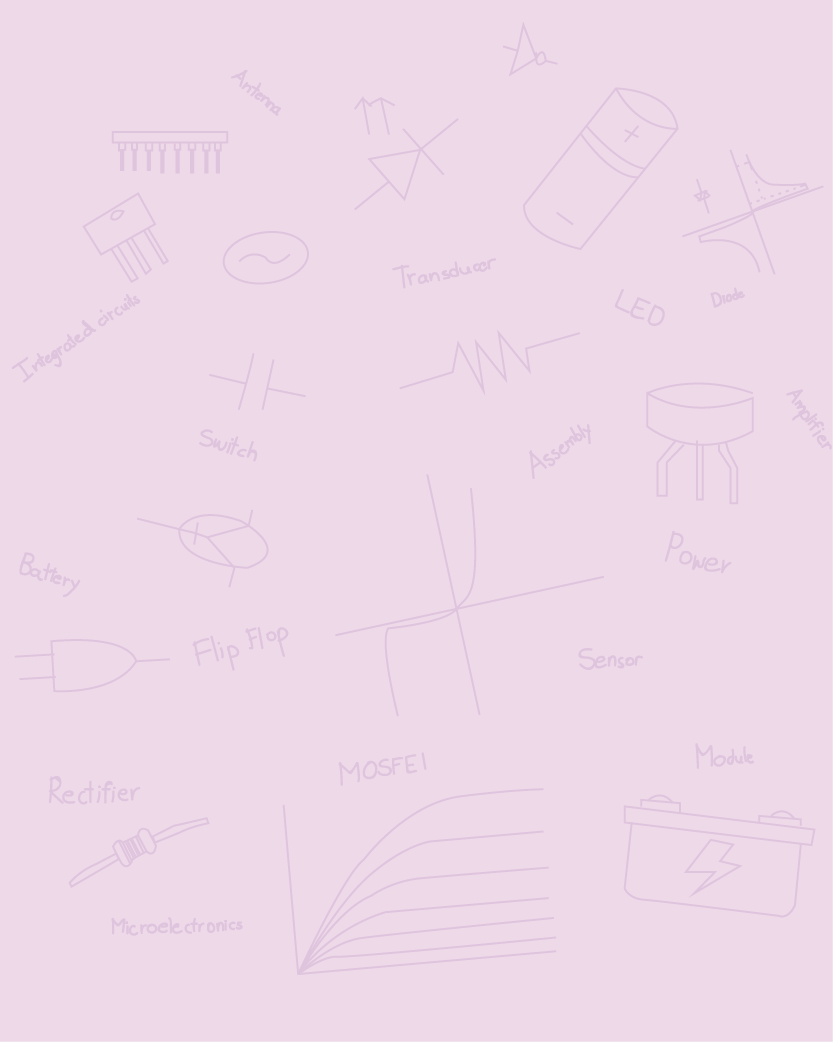 Antenna
Transducer
LED
Diode
Integrated circuits
Amplifier
Switch
Assembly
Power
Battery
Flip Flop
Sensor
MOSFET
Module
Rectifier
Microelectronics